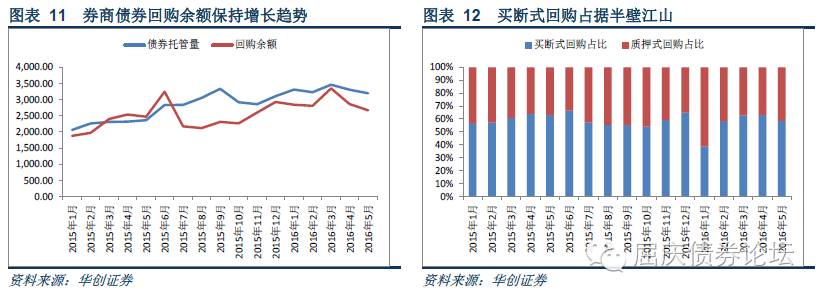 图表 11 券商债券回购余额保持增长趋势
债券托管量 回购余额
4,000.00
3,500.00
3,000.00
2,500.00
2,000.00
1,500.00
1,000.00
500.00
0.00
2015年1月
2015年2月
2015年3月
2015年4月
2015年5月
2015年6月
2015年7月
2015年8月
2015年9月
2015年10月
2015年11月
2015年12月
2016年1月
2016年2月
2016年3月
2016年4月
2016年5月
资料来源：华创证券
图表 12 买断式回购占据半壁江山
买断式回购占比 质押式回购占比
100%
90%
80%
70%
60%
50%
40%
30%
20%
10%
0%
2015年1月
2015年2月
2015年3月
2015年4月
2015年5月
2015年6月
2015年7月
2015年8月
2015年9月
2015年10月
2015年11月
2015年12月
2016年1月
2016年2月
2016年3月
2016年4月
2016年5月
资料来源：华创证券
屈庆债券论坛